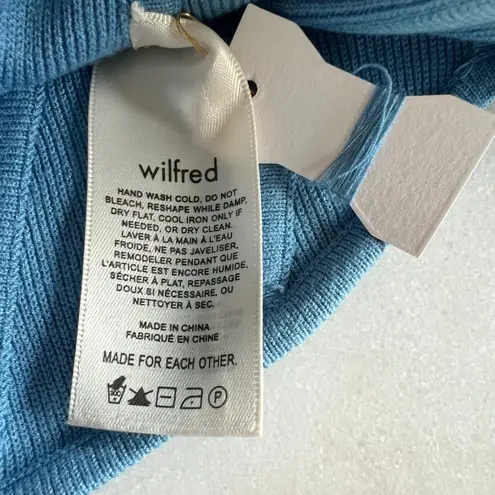 wilfred
HAND WASH COLD, DO NOT
BLEACH, RESHAPE WHILE DAMP,
DRY FLAT, COOL IRON ONLY IF
NEEDED, OR DRY CLEAN.
LAVER À LA MAIN À L'EAU
FROIDE, NE PAS JAVELISER,
REMODELER PENDANT QUE
L'ARTICLE EST ENCORE HUMIDE,
SÉCHER À PLAT, REPASSAGE
DOUX SI NÉCESSAIRE, OU
NETTOYER À SEC.
MADE IN CHINA
FABRIQUÉ EN CHINE
MADE FOR EACH OTHER.
P